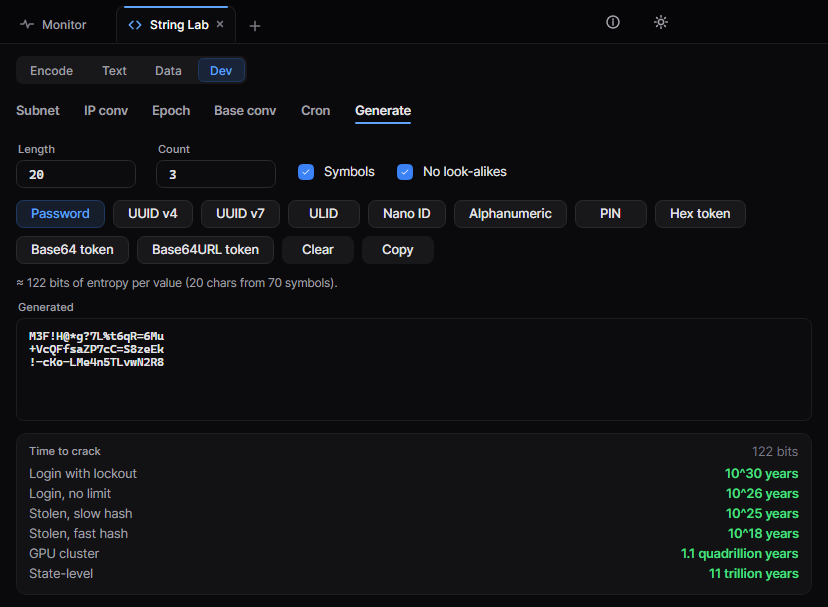 Monitor
String Lab
Encode Text Data Dev
Subnet IP conv Epoch Base conv Cron Generate
Length Count
20 3 Symbols No look-alikes
Password UUID v4 UUID v7 ULID Nano ID Alphanumeric PIN Hex token
Base64 token Base64URL token Clear Copy
≈ 122 bits of entropy per value (20 chars from 70 symbols).
Generated
M3F!H@*g?7L%t6qR=6Mu
+VcQFfsaZP7cC=S8zeEk
!-cKo-LMe4n5TLvwN2R8
Time to crack 122 bits
Login with lockout 10^30 years
Login, no limit 10^26 years
Stolen, slow hash 10^25 years
Stolen, fast hash 10^18 years
GPU cluster 1.1 quadrillion years
State-level 11 trillion years